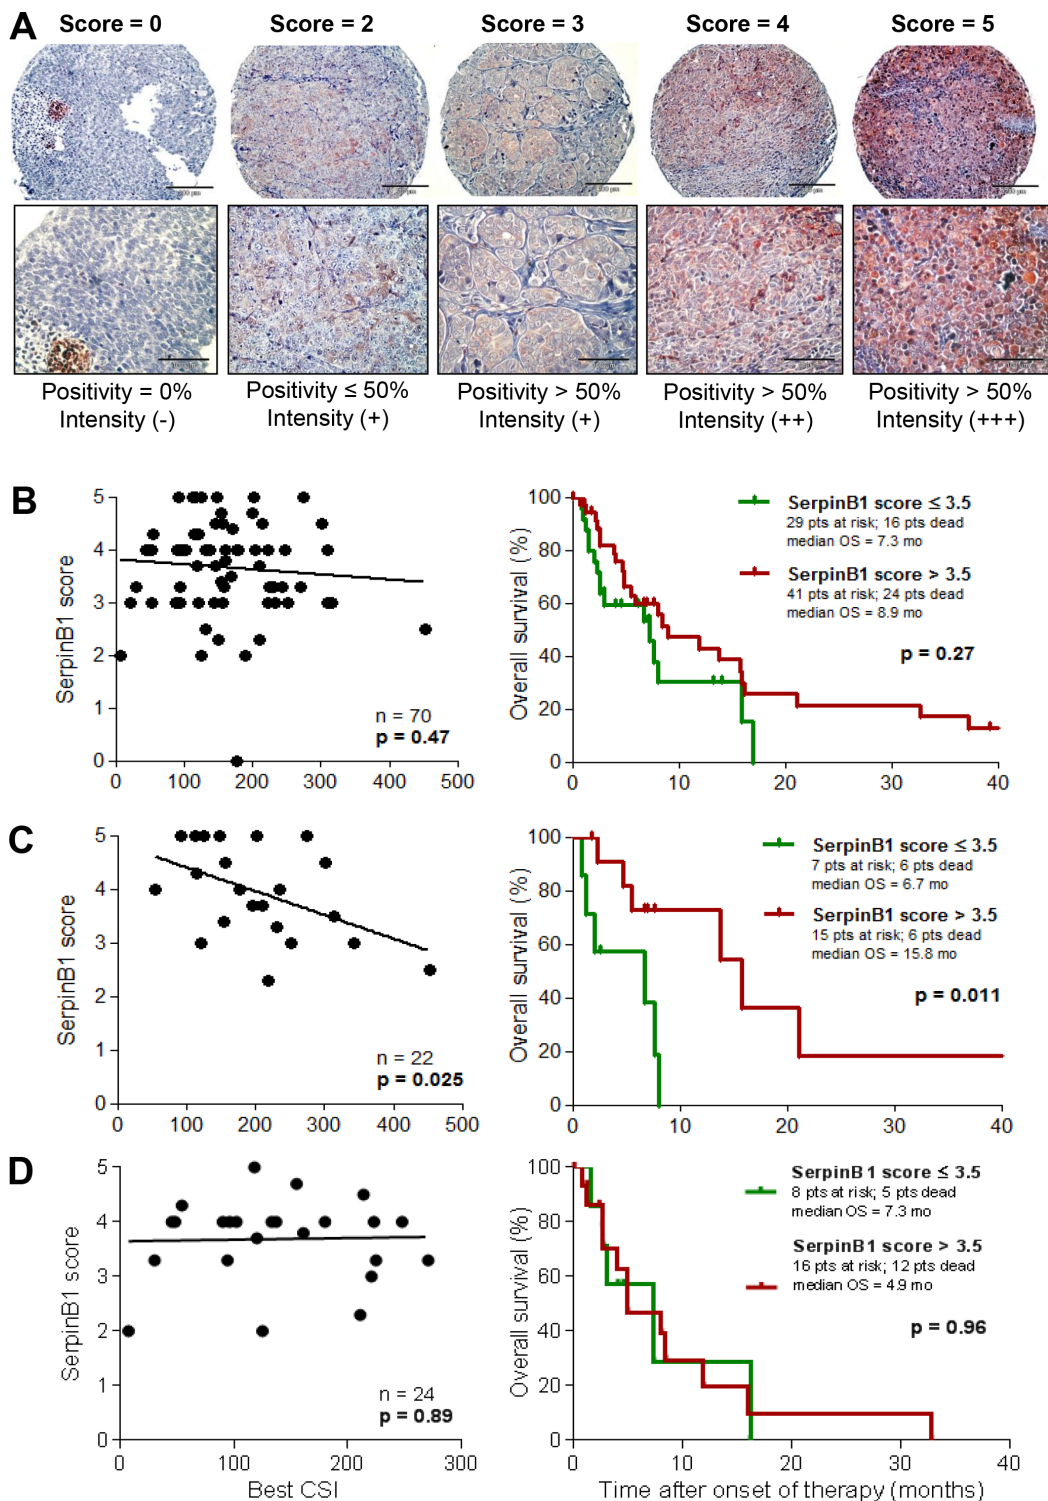 A
Score = 0 Score = 2 Score = 3 Score = 4 Score = 5
Positivity = 0% Positivity ≤ 50% Positivity > 50% Positivity > 50% Positivity > 50%
Intensity (-) Intensity (+) Intensity (+) Intensity (++) Intensity (+++)
B
SerpinB1 score
5
4
3
2
1
0
0 100 200 300 400 500
n = 70
p = 0.47
Overall survival (%)
100
80
60
40
20
0
0 10 20 30 40
SerpinB1 score ≤ 3.5
29 pts at risk; 16 pts dead
median OS = 7.3 mo
SerpinB1 score > 3.5
41 pts at risk; 24 pts dead
median OS = 8.9 mo
p = 0.27
C
SerpinB1 score
5
4
3
2
1
0
0 100 200 300 400 500
n = 22
p = 0.025
Overall survival (%)
100
80
60
40
20
0
0 10 20 30 40
SerpinB1 score ≤ 3.5
7 pts at risk; 6 pts dead
median OS = 6.7 mo
SerpinB1 score > 3.5
15 pts at risk; 6 pts dead
median OS = 15.8 mo
p = 0.011
D
SerpinB1 score
5
4
3
2
1
0
0 100 200 300
Best CSI
n = 24
p = 0.89
Overall survival (%)
100
80
60
40
20
0
0 10 20 30 40
Time after onset of therapy (months)
SerpinB1 score ≤ 3.5
8 pts at risk; 5 pts dead
median OS = 7.3 mo
SerpinB1 score > 3.5
16 pts at risk; 12 pts dead
median OS = 4.9 mo
p = 0.96